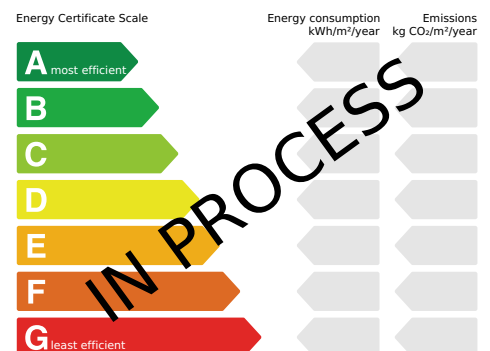 Energy Certificate Scale
Energy consumption
kWh/m²/year
Emissions
kg CO₂/m²/year
A most efficient
B
C
D
E
F
G least efficient
IN PROCESS